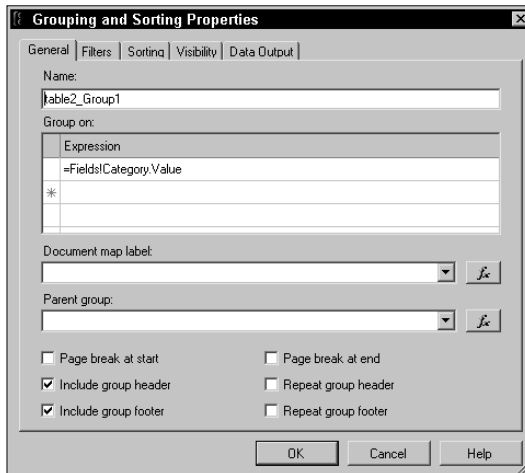 Grouping and Sorting Properties
General Filters Sorting Visibility Data Output
Name:
table2_Group1
Group on:
Expression
=Fields!Category.Value
Document map label:
fx
Parent group:
fx
Page break at start Page break at end
Include group header Repeat group header
Include group footer Repeat group footer
OK Cancel Help